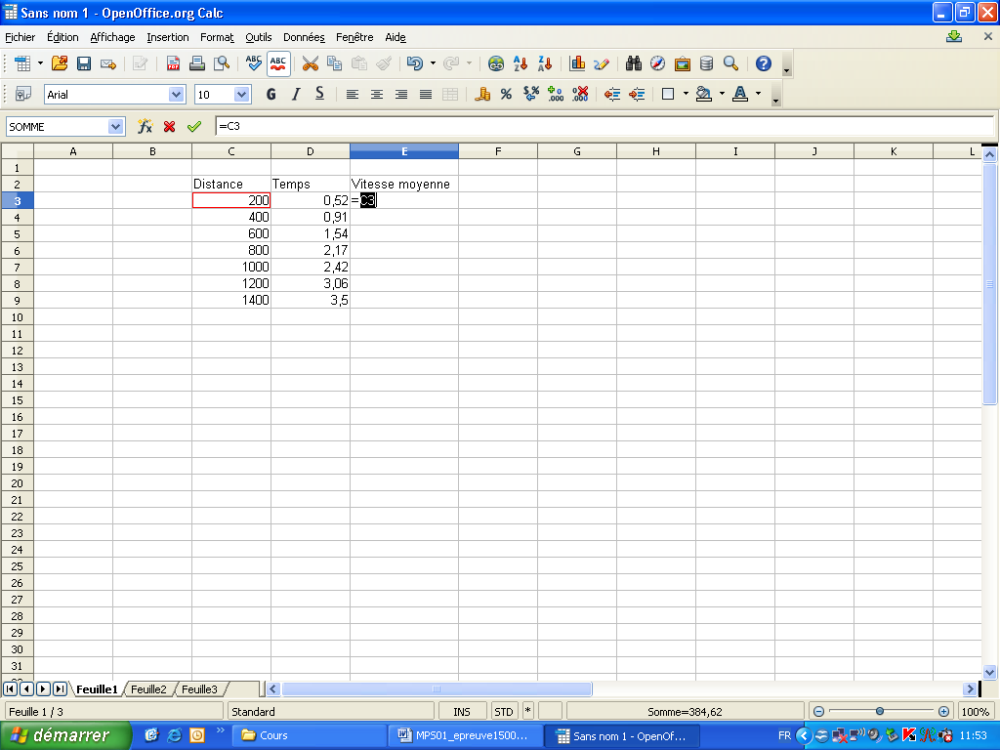 Sans nom 1 - OpenOffice.org Calc
Fichier Édition Affichage Insertion Format Outils Données Fenêtre Aide
Arial 10 G I S
SOMME =C3
A B C D E F G H I J K L
1
2 Distance Temps Vitesse moyenne
3 200 0,52 =C3
4 400 0,91
5 600 1,54
6 800 2,17
7 1000 2,42
8 1200 3,06
9 1400 3,5
10
11
12
13
14
15
16
17
18
19
20
21
22
23
24
25
26
27
28
29
30
31
Feuille1 Feuille2 Feuille3
Feuille 1 / 3 Standard INS STD * Somme=384,62 100%
démarrer Cours MPS01_epreuve1500... Sans nom 1 - OpenOf... FR 11:53